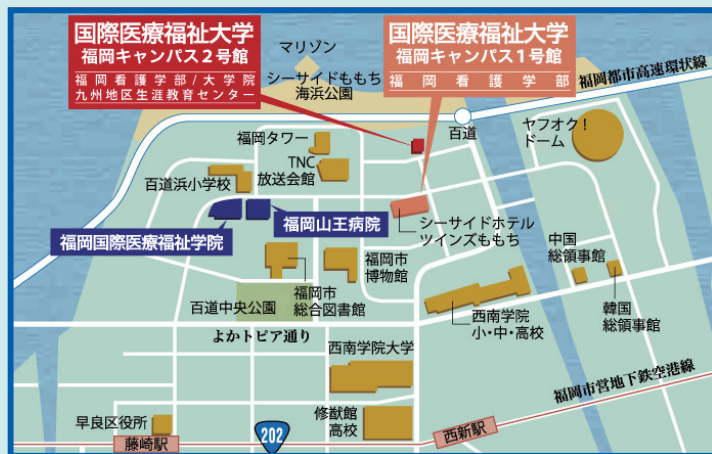 国際医療福祉大学
福岡キャンパス2号館
福岡看護学部/大学院
九州地区生涯教育センター
マリゾン
シーサイドももち
海浜公園
国際医療福祉大学
福岡キャンパス1号館
福岡看護学部
福岡都市高速環状線
百道
ヤフオク!
ドーム
福岡タワー
TNC
放送会館
百道浜小学校
福岡国際医療福祉学院
福岡山王病院
シーサイドホテル
ツインズももち
福岡市
博物館
中国
総領事館
韓国
総領事館
福岡市
総合図書館
百道中央公園
西南学院
小・中・高校
よかトピア通り
西南学院大学
福岡市営地下鉄空港線
早良区役所
修猷館
高校
202
藤崎駅
西新駅